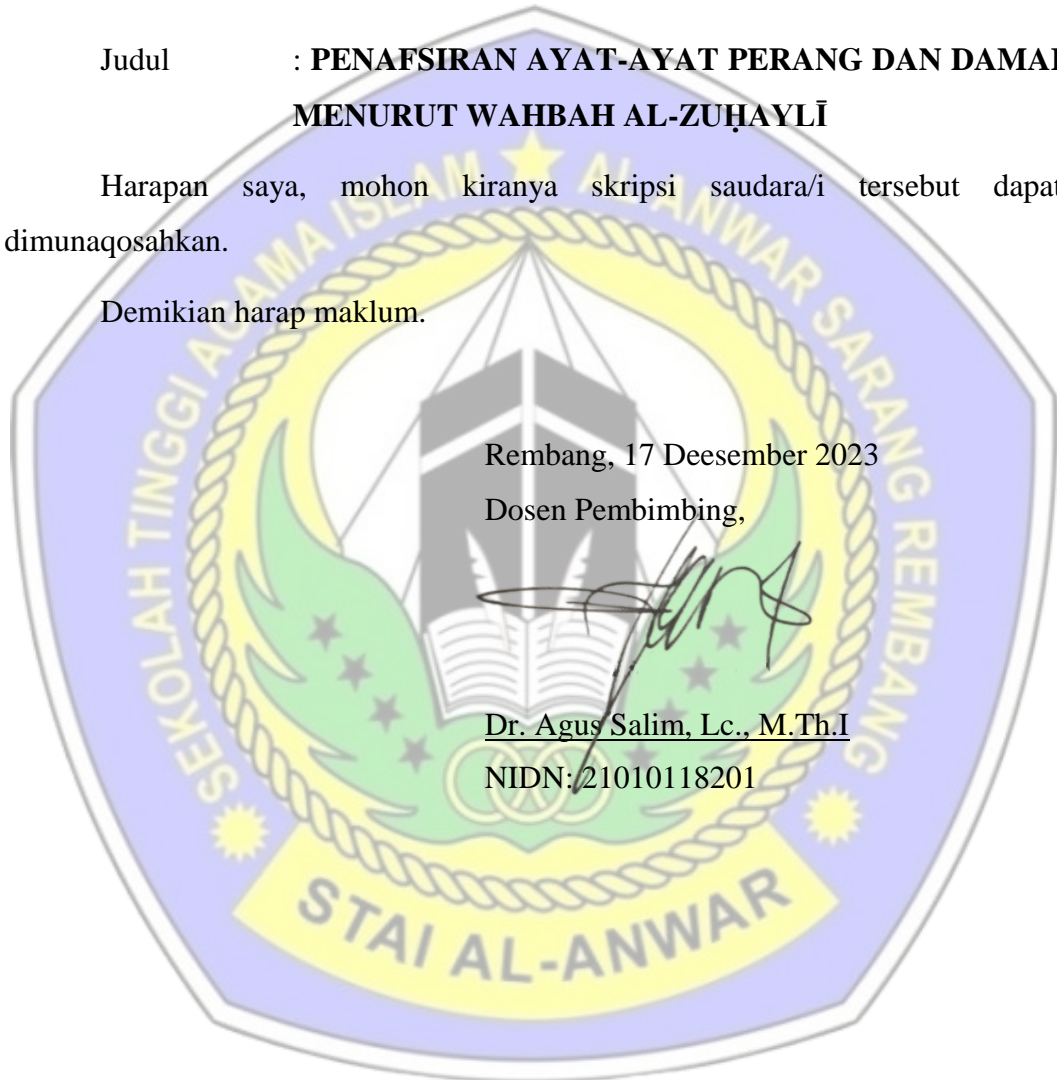 Judul : PENAFSIRAN AYAT-AYAT PERANG DAN DAMAI
MENURUT WAHBAH AL-ZUḤAYLĪ
Harapan saya, mohon kiranya skripsi saudara/i tersebut dapat
dimunaqosahkan.
Demikian harap maklum.
Rembang, 17 Deesember 2023
Dosen Pembimbing,
Dr. Agus Salim, Lc., M.Th.I
NIDN: 21010118201
SEKOLAH TINGGI AGAMA ISLAM AL-ANWAR SARANG REMBANG
STAI AL-ANWAR